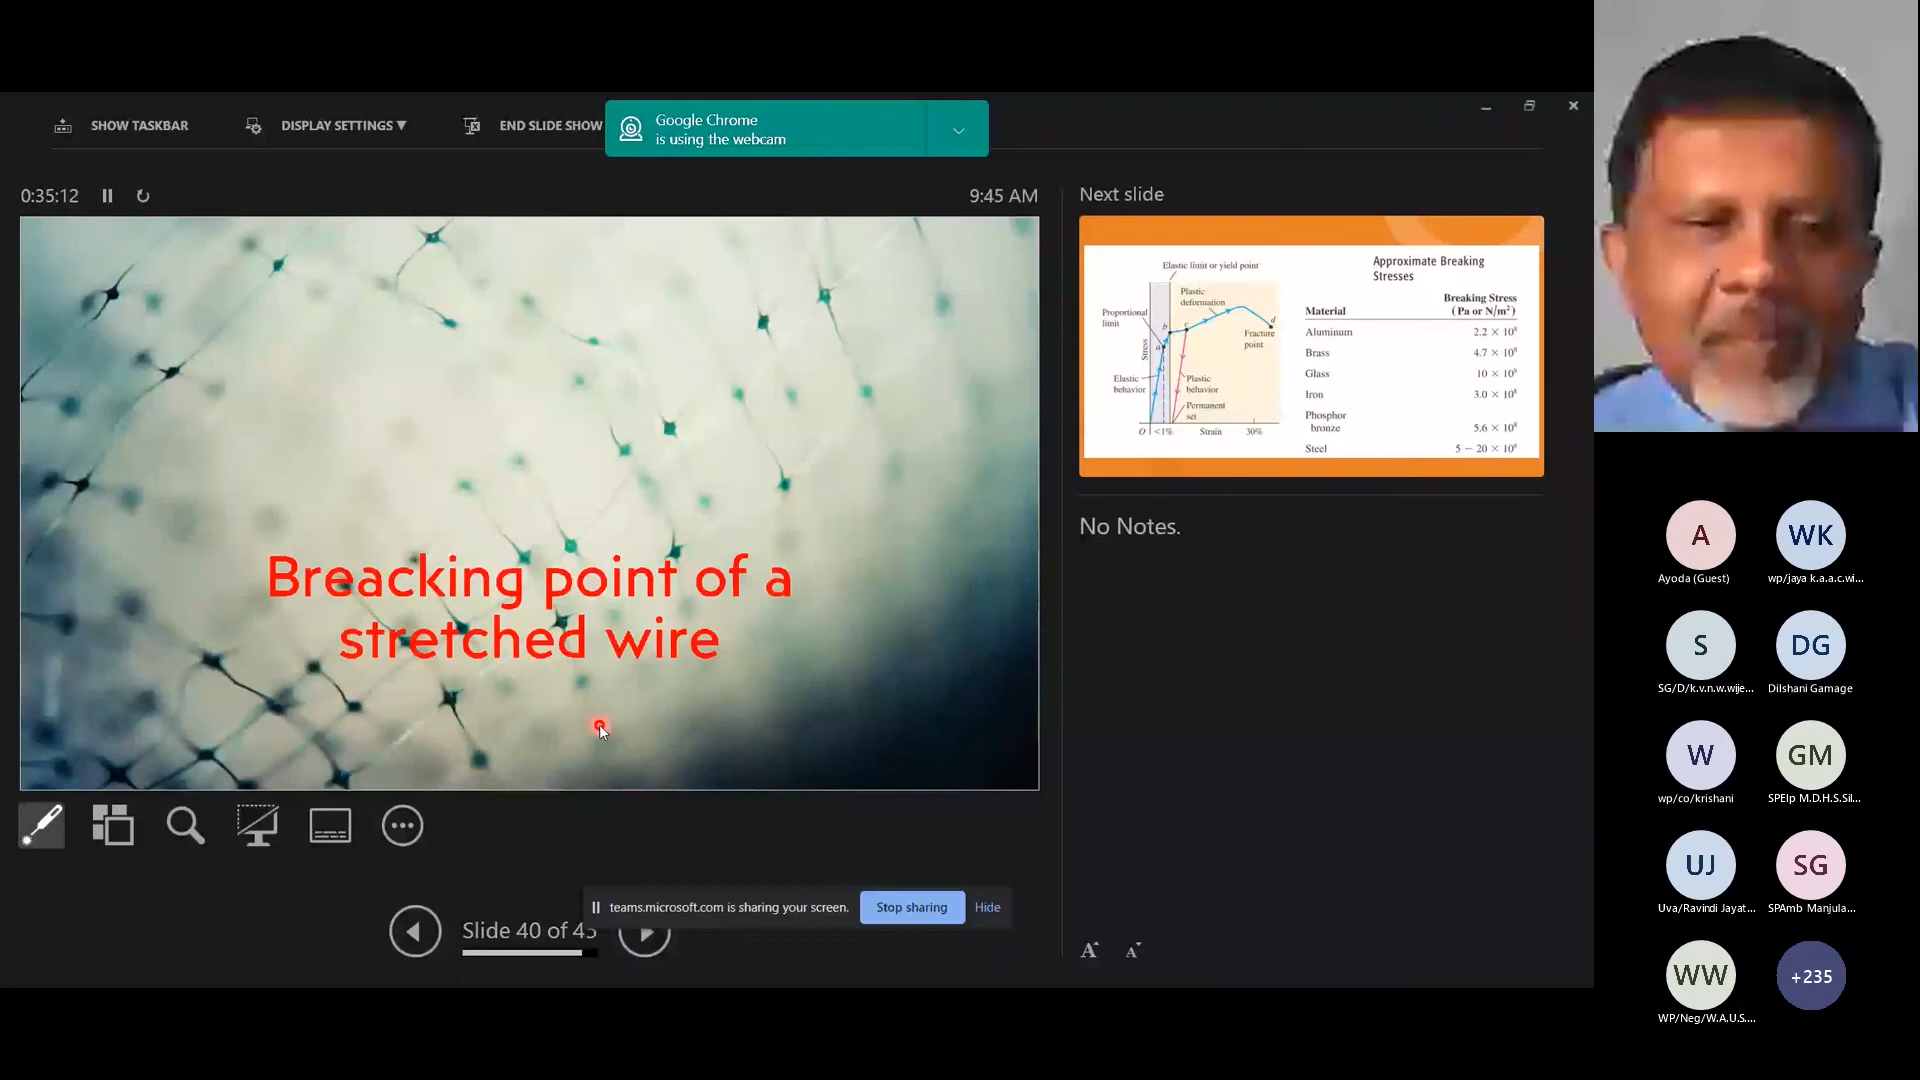 SHOW TASKBAR
DISPLAY SETTINGS ▼
END SLIDE SHOW
Google Chrome
is using the webcam
0:35:12
9:45 AM
Breacking point of a
stretched wire
Next slide
Elastic limit or yield point
Plastic
deformation
Proportional
limit
a
b
c
d
Fracture
point
Stress
Elastic
behavior
Plastic
behavior
Permanent
set
O
<1%
Strain
30%
Approximate Breaking
Stresses
Material
Breaking Stress
(Pa or N/m²)
Aluminum 2.2 × 10⁸
Brass 4.7 × 10⁸
Glass 10 × 10⁸
Iron 3.0 × 10⁸
Phosphor
bronze 5.6 × 10⁸
Steel 5 – 20 × 10⁸
No Notes.
teams.microsoft.com is sharing your screen.
Stop sharing
Hide
Slide 40 of 45
A
A
A
Ayoda (Guest)
WK
wp/jaya k.a.a.c.wi...
S
SG/D/k.v.n.w.wije...
DG
Dilshani Gamage
W
wp/co/krishani
GM
SPElp M.D.H.S.Sil...
UJ
Uva/Ravindi Jayat...
SG
SPAmb Manjula...
WW
WP/Neg/W.A.U.S....
+235